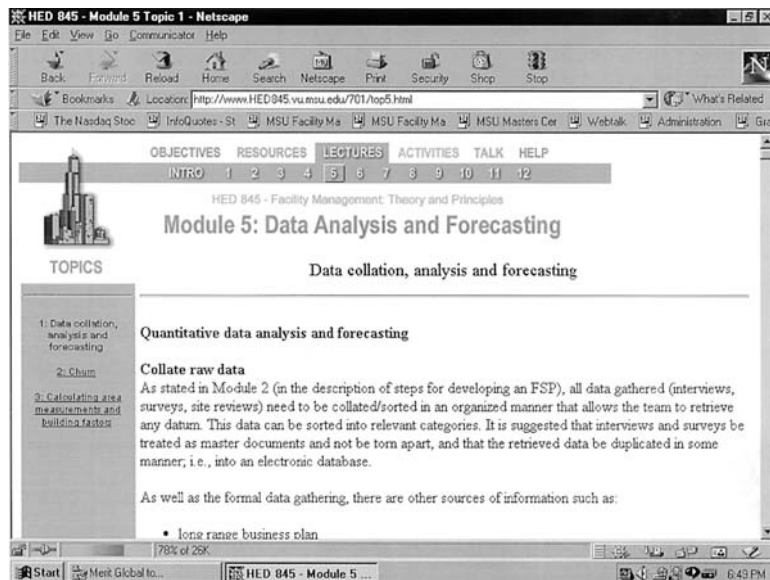 HED 845 - Module 5 Topic 1 - Netscape
File Edit View Go Communicator Help
Back Forward Reload Home Search Netscape Print Security Shop Stop
Bookmarks Location: http://www.HED845.vu.msu.edu/701/top5.html What's Related
The Nasdaq Stoc InfoQuotes - St MSU Facility Ma MSU Facility Ma MSU Masters Cer Webtalk Administration Gra
OBJECTIVES RESOURCES LECTURES ACTIVITIES TALK HELP
INTRO 1 2 3 4 5 6 7 8 9 10 11 12
HED 845 - Facility Management: Theory and Principles
Module 5: Data Analysis and Forecasting
TOPICS
Data collation, analysis and forecasting
1: Data collation,
analysis and
forecasting
2: Churn
3: Calculating area
measurements and
building factors
Quantitative data analysis and forecasting
Collate raw data
As stated in Module 2 (in the description of steps for developing an FSP), all data gathered (interviews,
surveys, site reviews) need to be collated/sorted in an organized manner that allows the team to retrieve
any datum. This data can be sorted into relevant categories. It is suggested that interviews and surveys be
treated as master documents and not be torn apart, and that the retrieved data be duplicated in some
manner; i.e., into an electronic database.
As well as the formal data gathering, there are other sources of information such as:
• long range business plan
78% of 26K
Start Merit Global to... HED 845 - Module 5 ... 6:49 PM